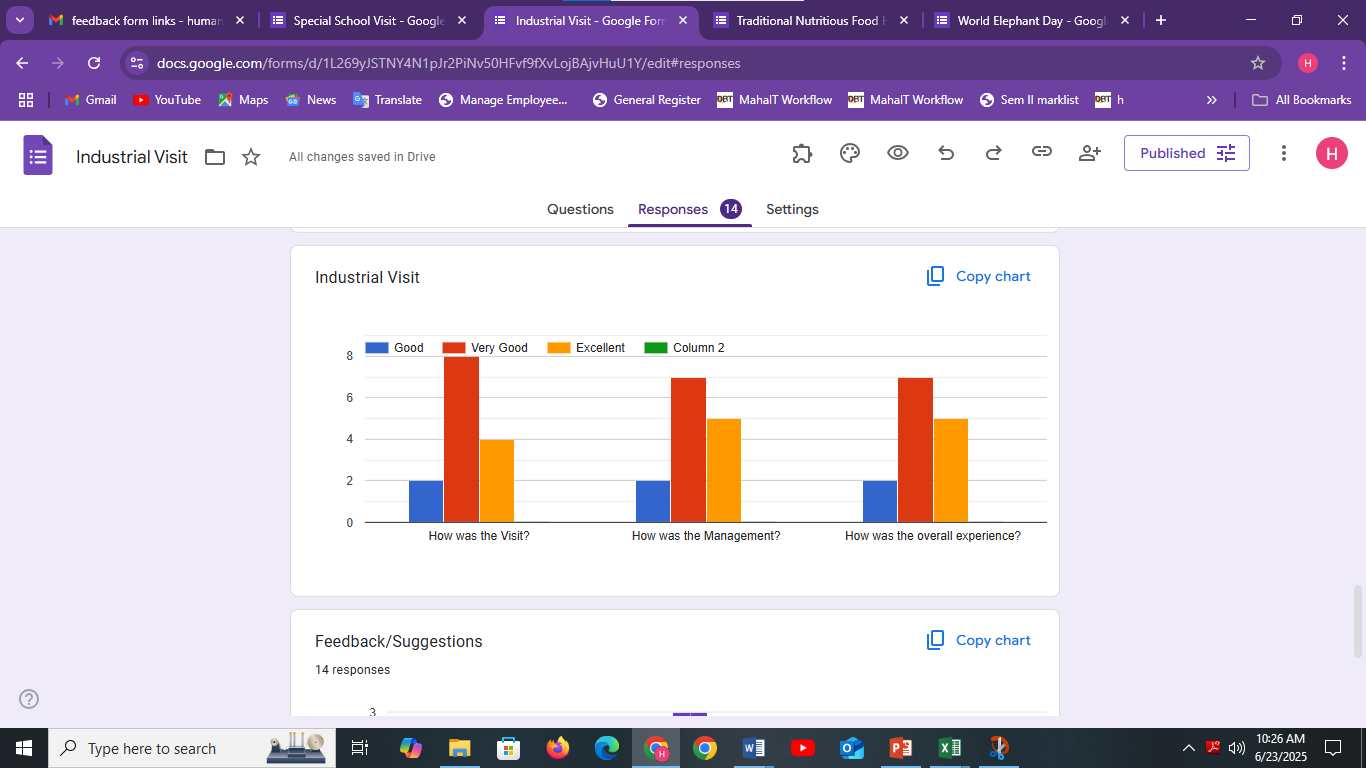 feedback form links - human
Special School Visit - Google
Industrial Visit - Google Form
Traditional Nutritious Food H
World Elephant Day - Google
docs.google.com/forms/d/1L269yJSTNY4N1pJr2PiNv50HFvf9fXvLojBAjvHuU1Y/edit#responses
H
Gmail
YouTube
Maps
News
Translate
Manage Employee...
General Register
DBT MahaIT Workflow
DBT MahaIT Workflow
Sem II marklist
DBT h
All Bookmarks
Industrial Visit
All changes saved in Drive
Published
H
Questions
Responses 14
Settings
Industrial Visit
Copy chart
Good
Very Good
Excellent
Column 2
8
6
4
2
0
How was the Visit?
How was the Management?
How was the overall experience?
Feedback/Suggestions
Copy chart
14 responses
3
Type here to search
10:26 AM
6/23/2025